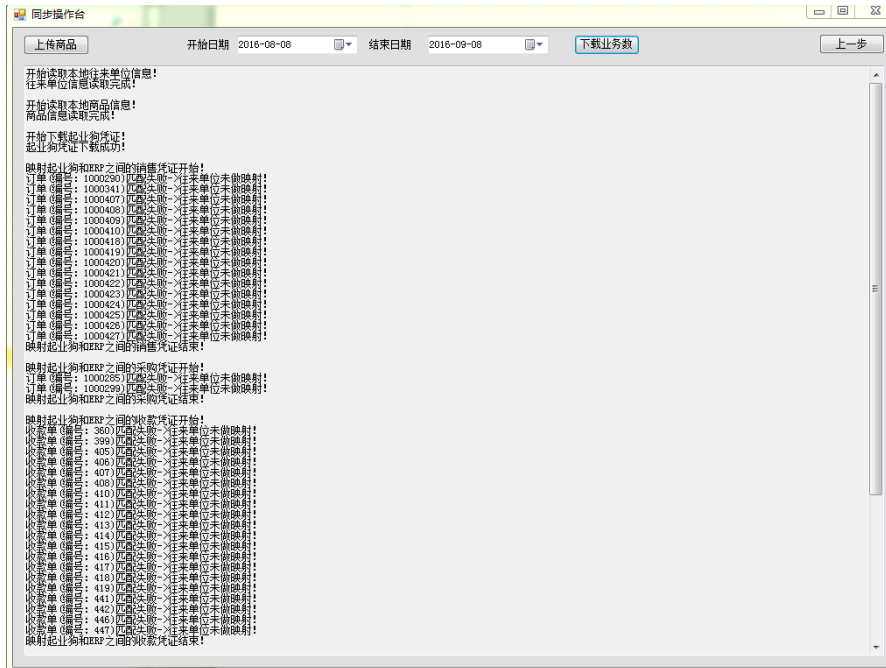 同步操作台
上传商品 开始日期 2016-08-08 结束日期 2016-09-08 下载业务数 上一步
开始读取本地往来单位信息!
往来单位信息读取完成!
开始读取本地商品信息!
商品信息读取完成!
开始下载起业狗凭证!
起业狗凭证下载成功!
映射起业狗和ERP之间的销售凭证开始!
订单(编号: 1000290)匹配失败->往来单位未做映射!
订单(编号: 1000341)匹配失败->往来单位未做映射!
订单(编号: 1000407)匹配失败->往来单位未做映射!
订单(编号: 1000408)匹配失败->往来单位未做映射!
订单(编号: 1000409)匹配失败->往来单位未做映射!
订单(编号: 1000410)匹配失败->往来单位未做映射!
订单(编号: 1000418)匹配失败->往来单位未做映射!
订单(编号: 1000419)匹配失败->往来单位未做映射!
订单(编号: 1000420)匹配失败->往来单位未做映射!
订单(编号: 1000421)匹配失败->往来单位未做映射!
订单(编号: 1000422)匹配失败->往来单位未做映射!
订单(编号: 1000423)匹配失败->往来单位未做映射!
订单(编号: 1000424)匹配失败->往来单位未做映射!
订单(编号: 1000425)匹配失败->往来单位未做映射!
订单(编号: 1000426)匹配失败->往来单位未做映射!
订单(编号: 1000427)匹配失败->往来单位未做映射!
映射起业狗和ERP之间的销售凭证结束!
映射起业狗和ERP之间的采购凭证开始!
订单(编号: 1000285)匹配失败->往来单位未做映射!
订单(编号: 1000299)匹配失败->往来单位未做映射!
映射起业狗和ERP之间的采购凭证结束!
映射起业狗和ERP之间的收款凭证开始!
收款单(编号: 360)匹配失败->往来单位未做映射!
收款单(编号: 399)匹配失败->往来单位未做映射!
收款单(编号: 405)匹配失败->往来单位未做映射!
收款单(编号: 406)匹配失败->往来单位未做映射!
收款单(编号: 407)匹配失败->往来单位未做映射!
收款单(编号: 408)匹配失败->往来单位未做映射!
收款单(编号: 410)匹配失败->往来单位未做映射!
收款单(编号: 411)匹配失败->往来单位未做映射!
收款单(编号: 412)匹配失败->往来单位未做映射!
收款单(编号: 413)匹配失败->往来单位未做映射!
收款单(编号: 414)匹配失败->往来单位未做映射!
收款单(编号: 415)匹配失败->往来单位未做映射!
收款单(编号: 416)匹配失败->往来单位未做映射!
收款单(编号: 417)匹配失败->往来单位未做映射!
收款单(编号: 418)匹配失败->往来单位未做映射!
收款单(编号: 419)匹配失败->往来单位未做映射!
收款单(编号: 441)匹配失败->往来单位未做映射!
收款单(编号: 442)匹配失败->往来单位未做映射!
收款单(编号: 446)匹配失败->往来单位未做映射!
收款单(编号: 447)匹配失败->往来单位未做映射!
映射起业狗和ERP之间的收款凭证结束!